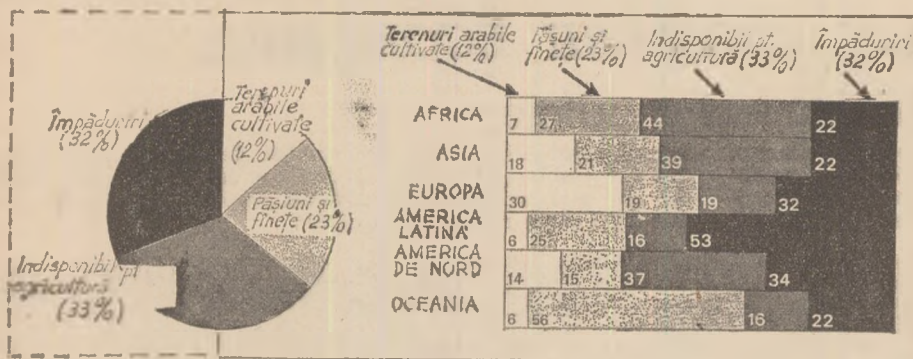 Împăduriri
(32%)
Terenuri
arabile
cultivate
(12%)
Pășiuni și
finețe (23%)
Indisponibil pt
agricultură
(33%)
Terenuri arabile
cultivate (12%)
Pășuni și
finețe (23%)
Indisponibil pt.
agricultură (33%)
Împăduriri
(32%)
AFRICA 7 27 44 22
ASIA 18 21 39 22
EUROPA 30 19 19 32
AMERICA
LATINĂ 6 25 16 53
AMERICA
DE NORD 14 15 37 34
OCEANIA 6 56 16 22